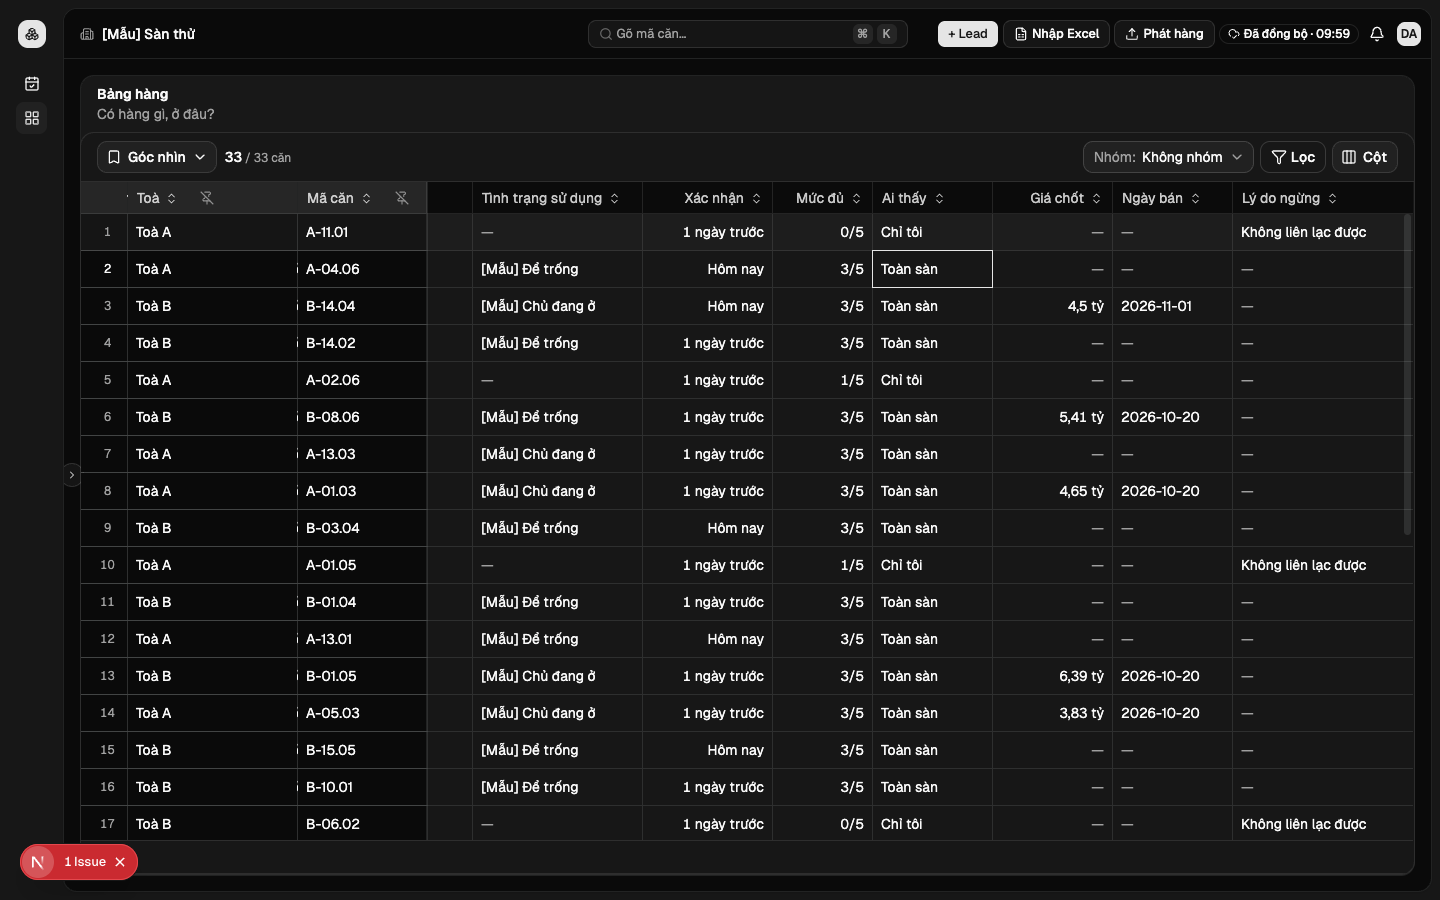 [Mẫu] Sàn thử
Gõ mã căn...
⌘ K
+ Lead
Nhập Excel
Phát hàng
Đã đồng bộ · 09:59
DA
Bảng hàng
Có hàng gì, ở đâu?
Góc nhìn
33 / 33 căn
Nhóm: Không nhóm
Lọc
Cột
Toà Mã căn Tình trạng sử dụng Xác nhận Mức đủ Ai thấy Giá chốt Ngày bán Lý do ngừng
1 Toà A A-11.01 — 1 ngày trước 0/5 Chỉ tôi — — Không liên lạc được
2 Toà A A-04.06 [Mẫu] Để trống Hôm nay 3/5 Toàn sàn — — —
3 Toà B B-14.04 [Mẫu] Chủ đang ở Hôm nay 3/5 Toàn sàn 4,5 tỷ 2026-11-01 —
4 Toà B B-14.02 [Mẫu] Để trống 1 ngày trước 3/5 Toàn sàn — — —
5 Toà A A-02.06 — 1 ngày trước 1/5 Chỉ tôi — — —
6 Toà B B-08.06 [Mẫu] Để trống 1 ngày trước 3/5 Toàn sàn 5,41 tỷ 2026-10-20 —
7 Toà A A-13.03 [Mẫu] Chủ đang ở 1 ngày trước 3/5 Toàn sàn — — —
8 Toà A A-01.03 [Mẫu] Chủ đang ở 1 ngày trước 3/5 Toàn sàn 4,65 tỷ 2026-10-20 —
9 Toà B B-03.04 [Mẫu] Để trống Hôm nay 3/5 Toàn sàn — — —
10 Toà A A-01.05 — 1 ngày trước 1/5 Chỉ tôi — — Không liên lạc được
11 Toà B B-01.04 [Mẫu] Để trống 1 ngày trước 3/5 Toàn sàn — — —
12 Toà A A-13.01 [Mẫu] Để trống Hôm nay 3/5 Toàn sàn — — —
13 Toà B B-01.05 [Mẫu] Chủ đang ở 1 ngày trước 3/5 Toàn sàn 6,39 tỷ 2026-10-20 —
14 Toà A A-05.03 [Mẫu] Chủ đang ở 1 ngày trước 3/5 Toàn sàn 3,83 tỷ 2026-10-20 —
15 Toà B B-15.05 [Mẫu] Để trống Hôm nay 3/5 Toàn sàn — — —
16 Toà B B-10.01 [Mẫu] Để trống 1 ngày trước 3/5 Toàn sàn — — —
17 Toà B B-06.02 — 1 ngày trước 0/5 Chỉ tôi — — Không liên lạc được
N 1 Issue